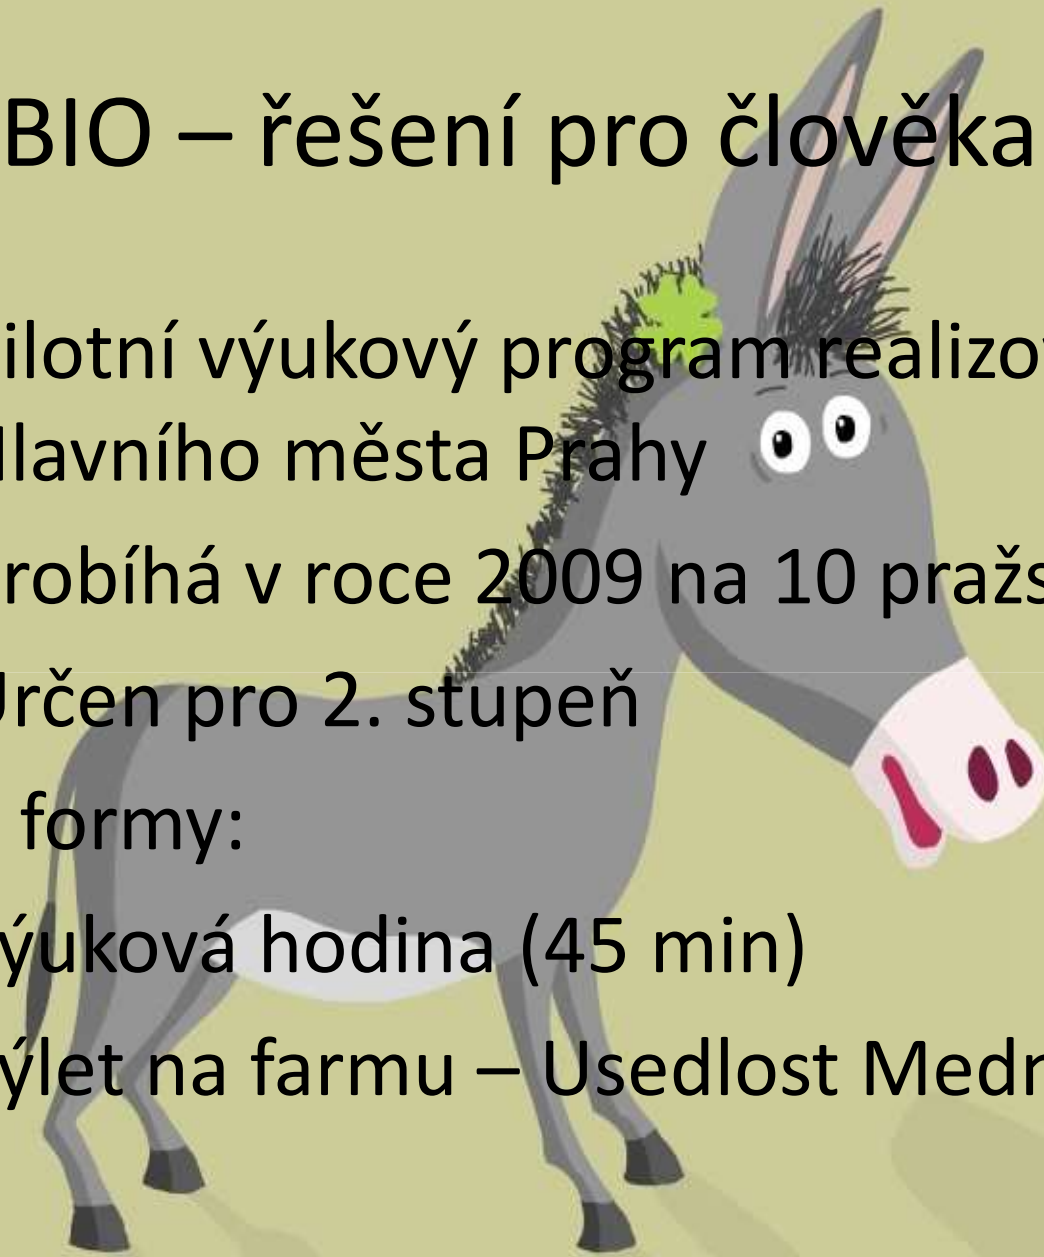 BIO – řešení pro člověka
ilotní výukový program realizo
lavního města Prahy
robíhá v roce 2009 na 10 pražs
rčen pro 2. stupeň
formy:
ýuková hodina (45 min)
ýlet na farmu – Usedlost Medn